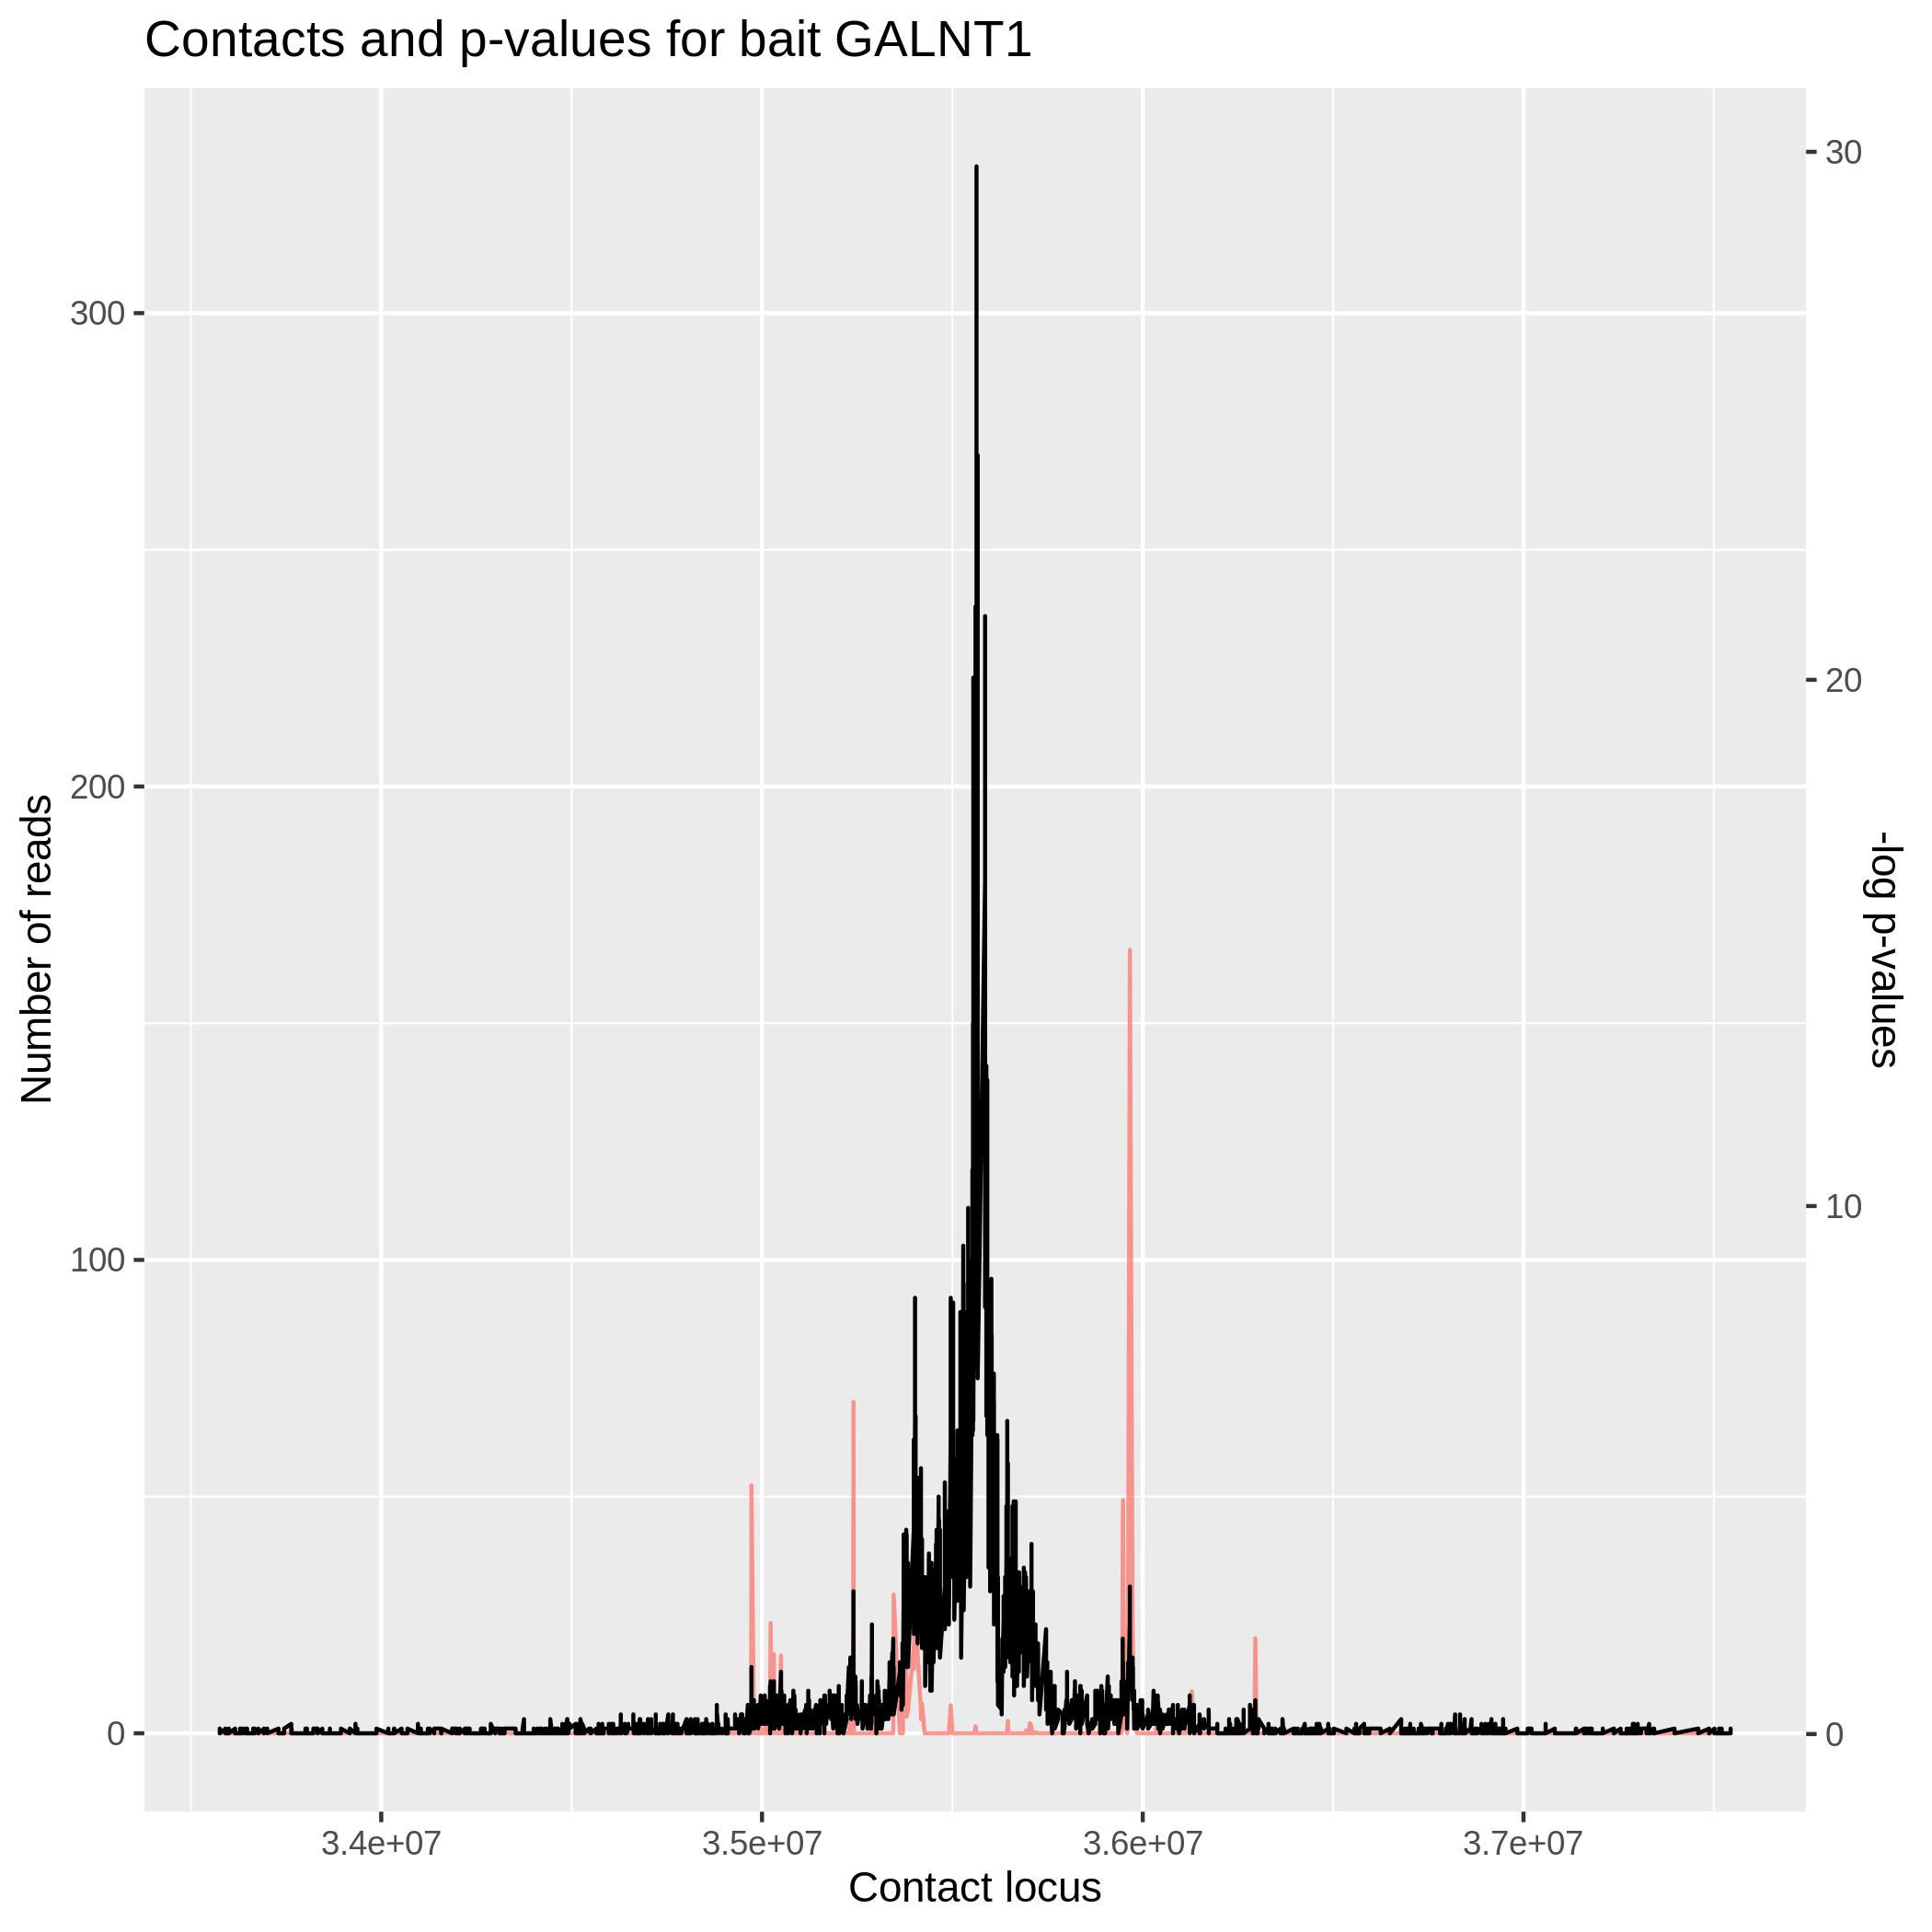 Contacts and p-values for bait GALNT1
300
200
100
0
30
20
10
0
Number of reads
-log p-values
3.4e+07
3.5e+07
3.6e+07
3.7e+07
Contact locus